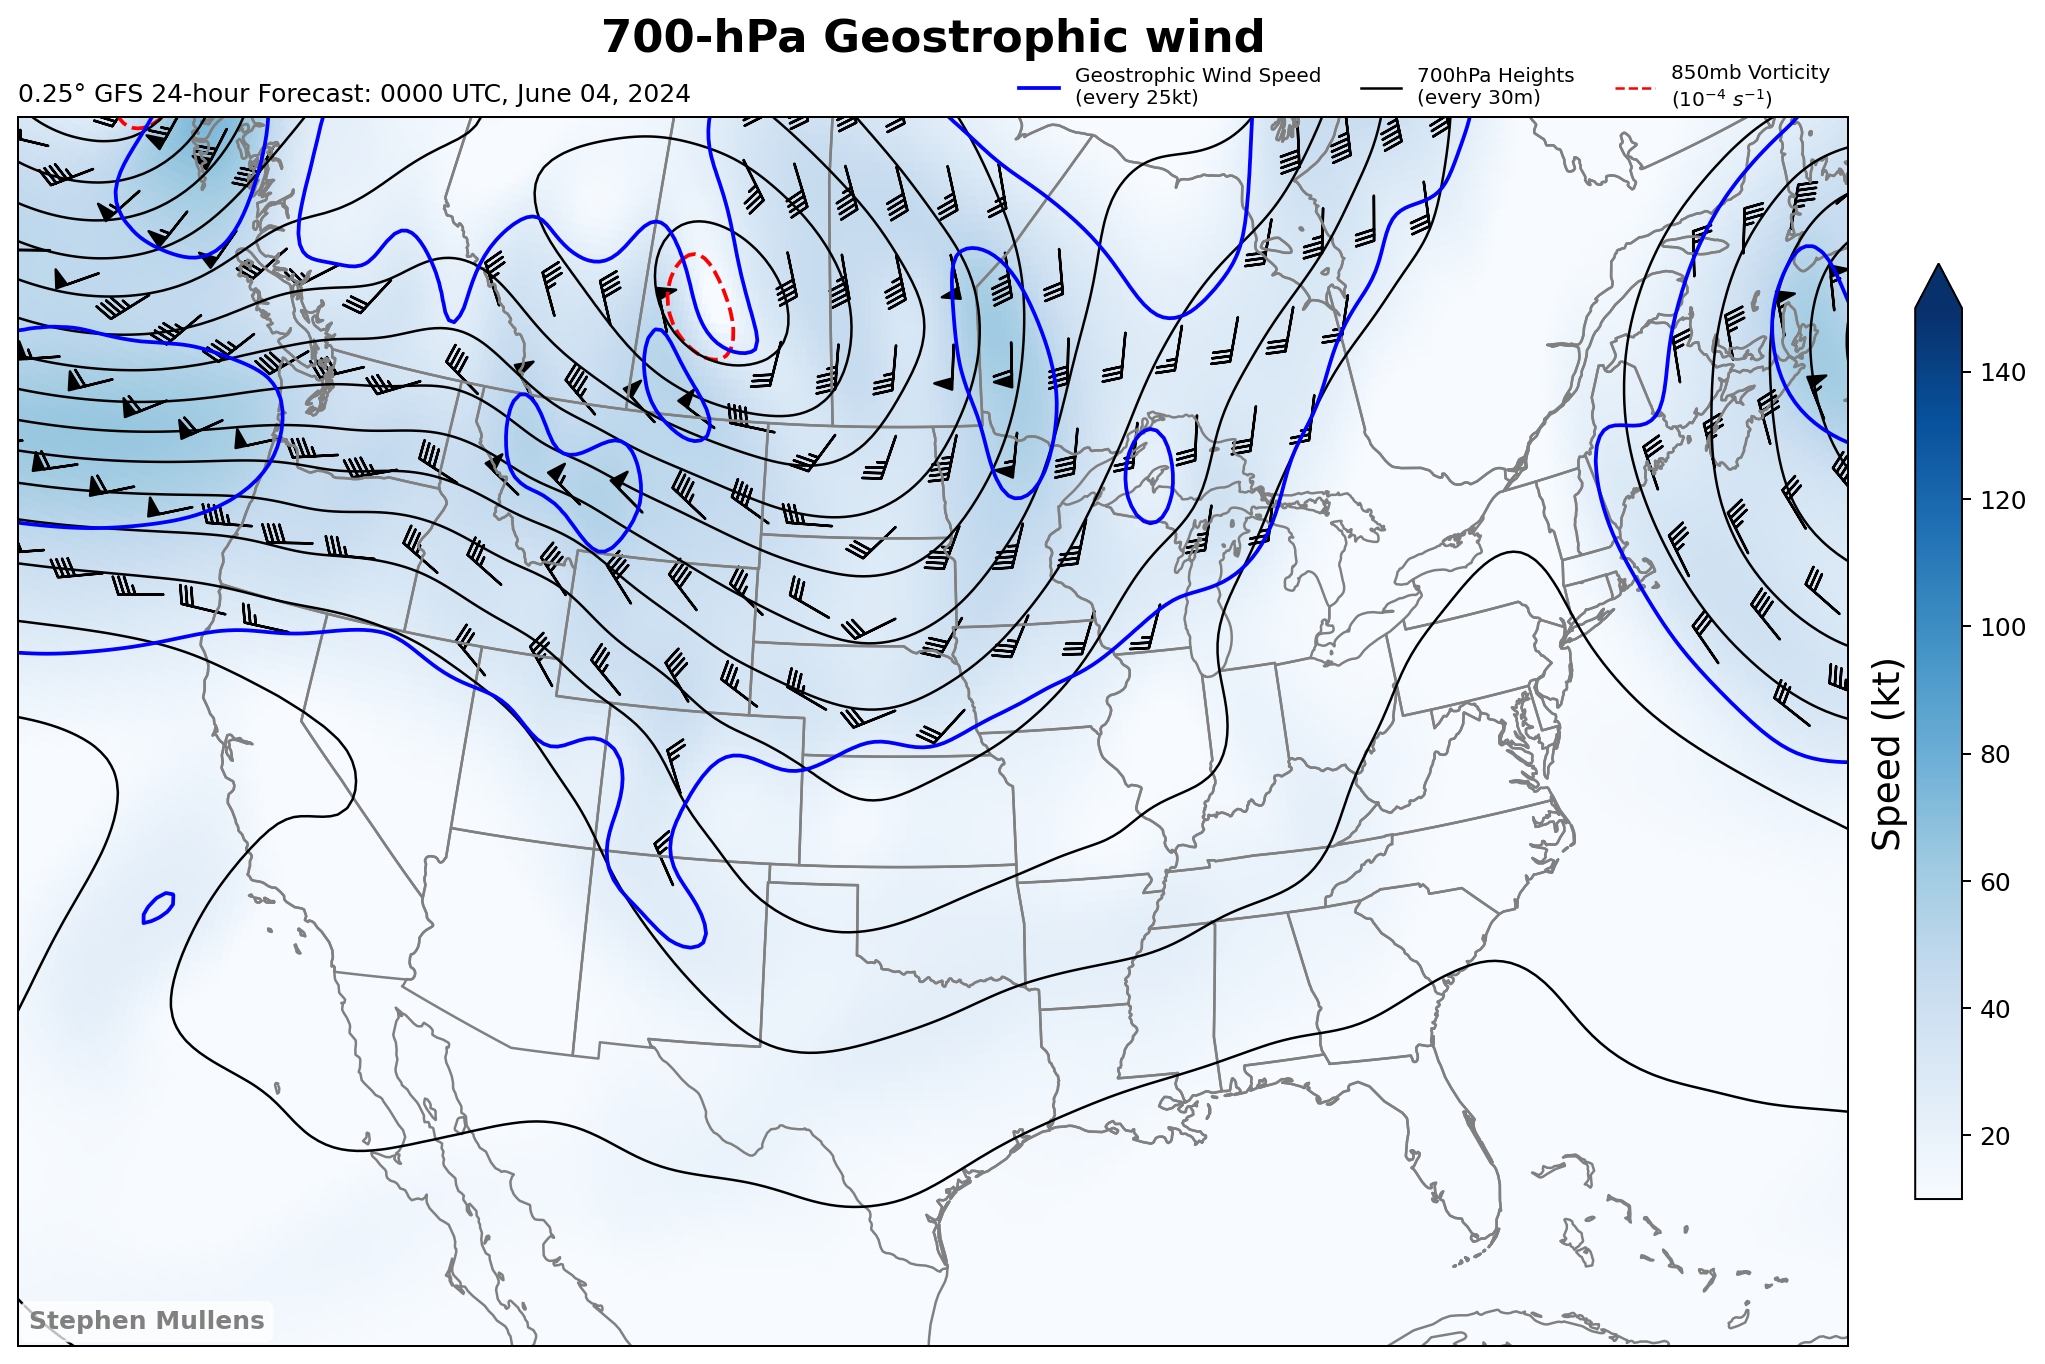 700-hPa Geostrophic wind
0.25° GFS 24-hour Forecast: 0000 UTC, June 04, 2024
Geostrophic Wind Speed
(every 25kt)
700hPa Heights
(every 30m)
850mb Vorticity
(10⁻⁴ s⁻¹)
140
120
100
80
60
40
20
Speed (kt)
Stephen Mullens